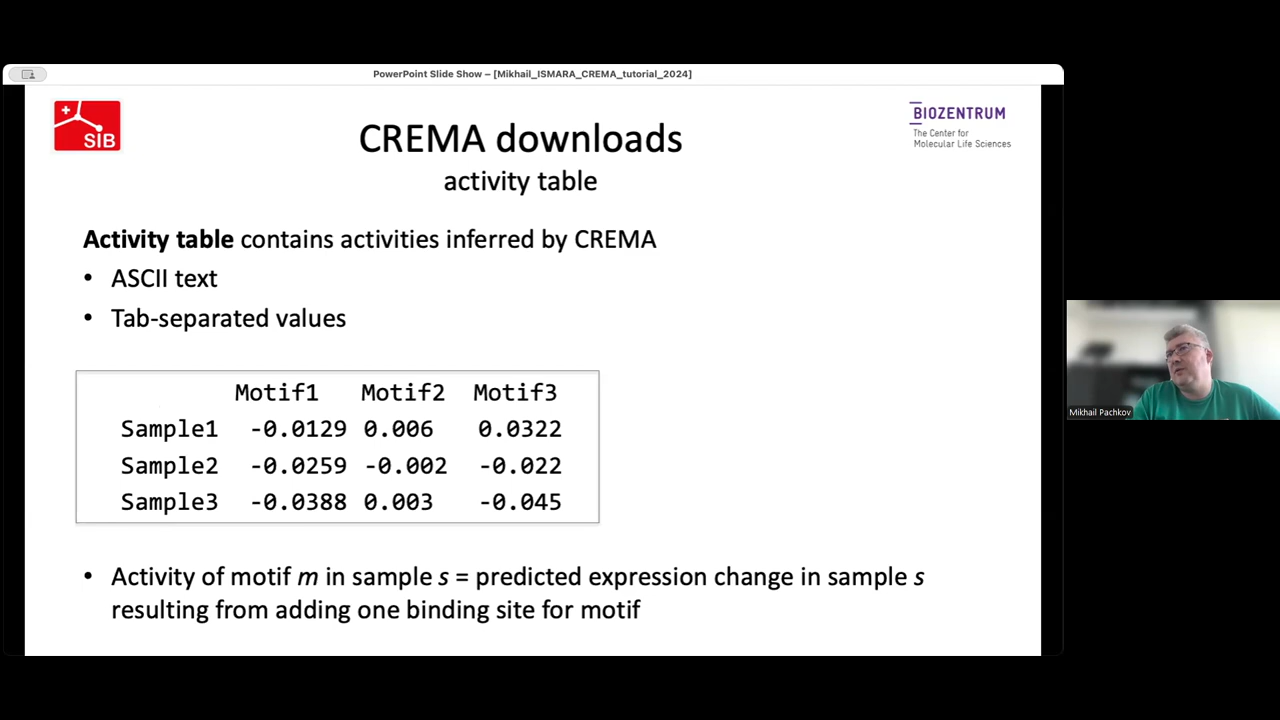 PowerPoint Slide Show – [Mikhail_ISMARA_CREMA_tutorial_2024]
SIB
BIOZENTRUM
The Center for
Molecular Life Sciences
CREMA downloads
activity table
Activity table contains activities inferred by CREMA
• ASCII text
• Tab-separated values
Motif1 Motif2 Motif3
Sample1 -0.0129 0.006 0.0322
Sample2 -0.0259 -0.002 -0.022
Sample3 -0.0388 0.003 -0.045
• Activity of motif m in sample s = predicted expression change in sample s
resulting from adding one binding site for motif
Mikhail Pachkov